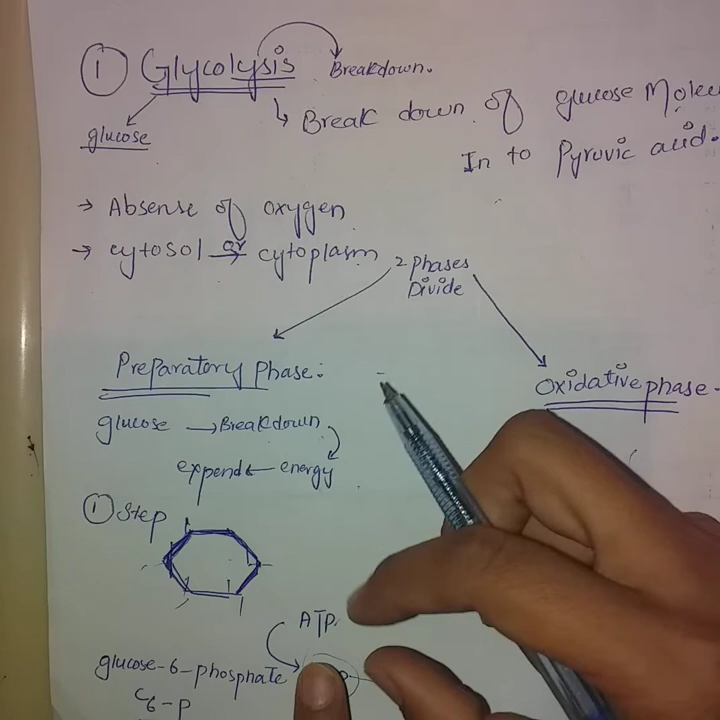 ① Glycolysis Breakdown.
glucose
↳ Break down of glucose Molec
In to Pyruvic acid.
→ Absense of oxygen
→ cytosol or → cytoplasm
2 Phases
Divide
Preparatory Phase:
Oxidative phase.
glucose → Breakdown
expend ← energy
① Step
ATP
glucose-6-phosphate
C6-P